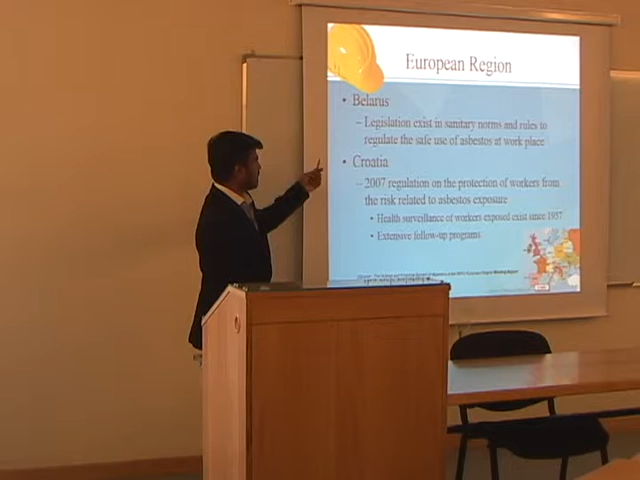 European Region
• Belarus
– Legislation exist in sanitary norms and rules to
regulate the safe use of asbestos at work place
• Croatia
– 2007 regulation on the protection of workers from
the risk related to asbestos exposure
• Health surveillance of workers exposed exist since 1957
• Extensive follow-up programs